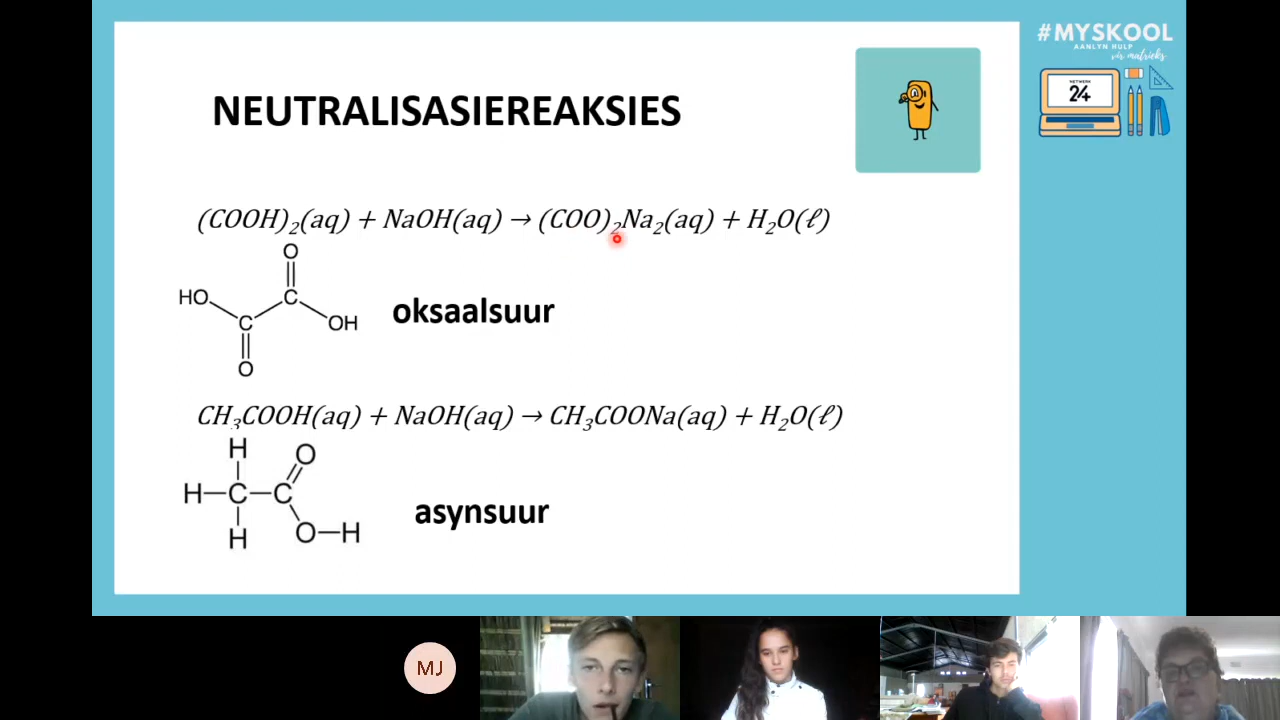 #MYSKOOL
AANLYN HULP
vir matrieks
NETWERK
24
NEUTRALISASIEREAKSIES
(COOH)₂(aq) + NaOH(aq) → (COO)₂Na₂(aq) + H₂O(ℓ)
O
HO
C
C
OH
O
oksaalsuur
CH₃COOH(aq) + NaOH(aq) → CH₃COONa(aq) + H₂O(ℓ)
H
O
H–C–C
O–H
H
asynsuur
MJ